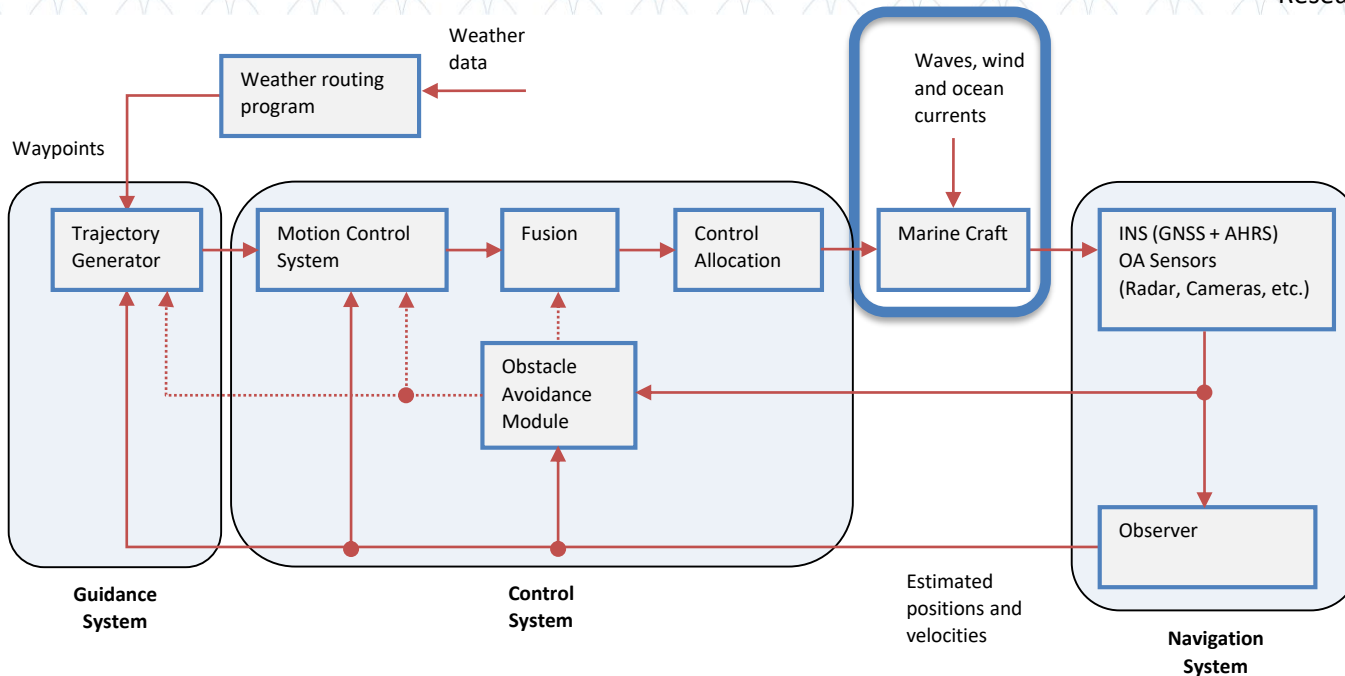 Weather
data
Weather routing
program
Waves, wind
and ocean
currents
Waypoints
Trajectory
Generator
Motion Control
System
Fusion
Control
Allocation
Marine Craft
INS (GNSS + AHRS)
OA Sensors
(Radar, Cameras, etc.)
Obstacle
Avoidance
Module
Observer
Guidance
System
Control
System
Estimated
positions and
velocities
Navigation
System